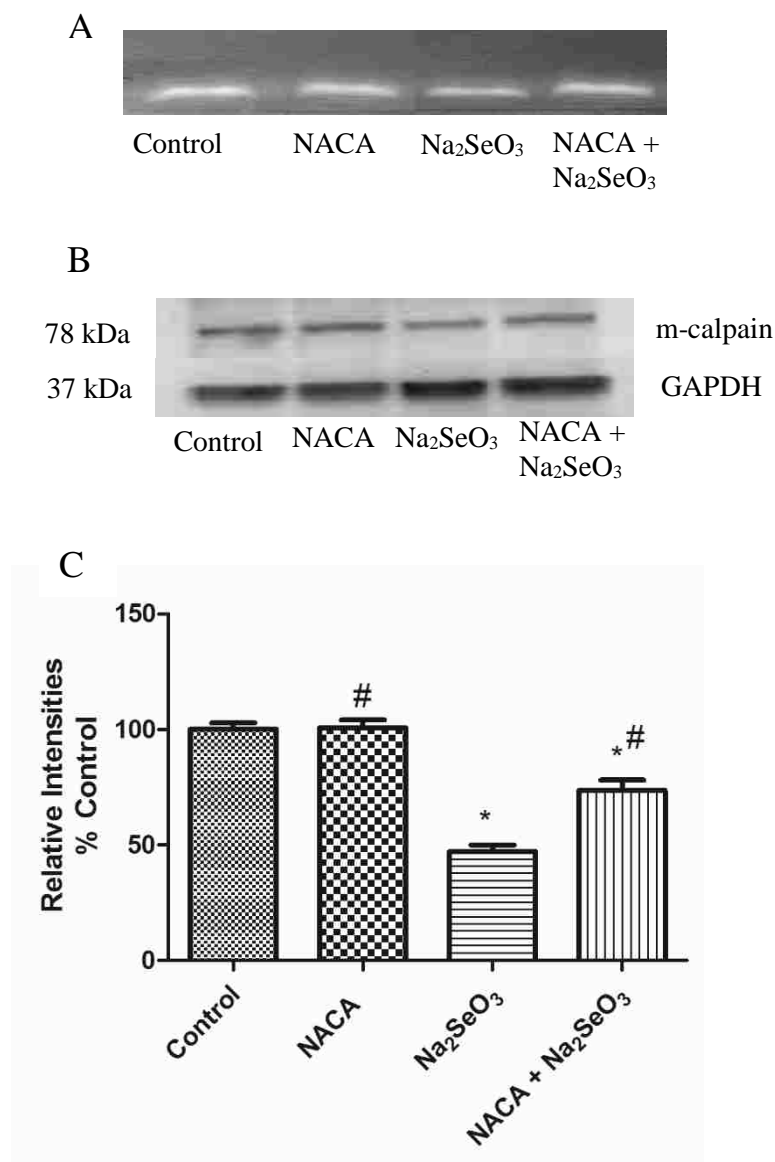 A
Control NACA Na₂SeO₃ NACA +
Na₂SeO₃
B
78 kDa m-calpain
37 kDa GAPDH
Control NACA Na₂SeO₃ NACA +
Na₂SeO₃
C
Relative Intensities
% Control
150
100
50
0
#
*
*#
Control
NACA
Na₂SeO₃
NACA + Na₂SeO₃